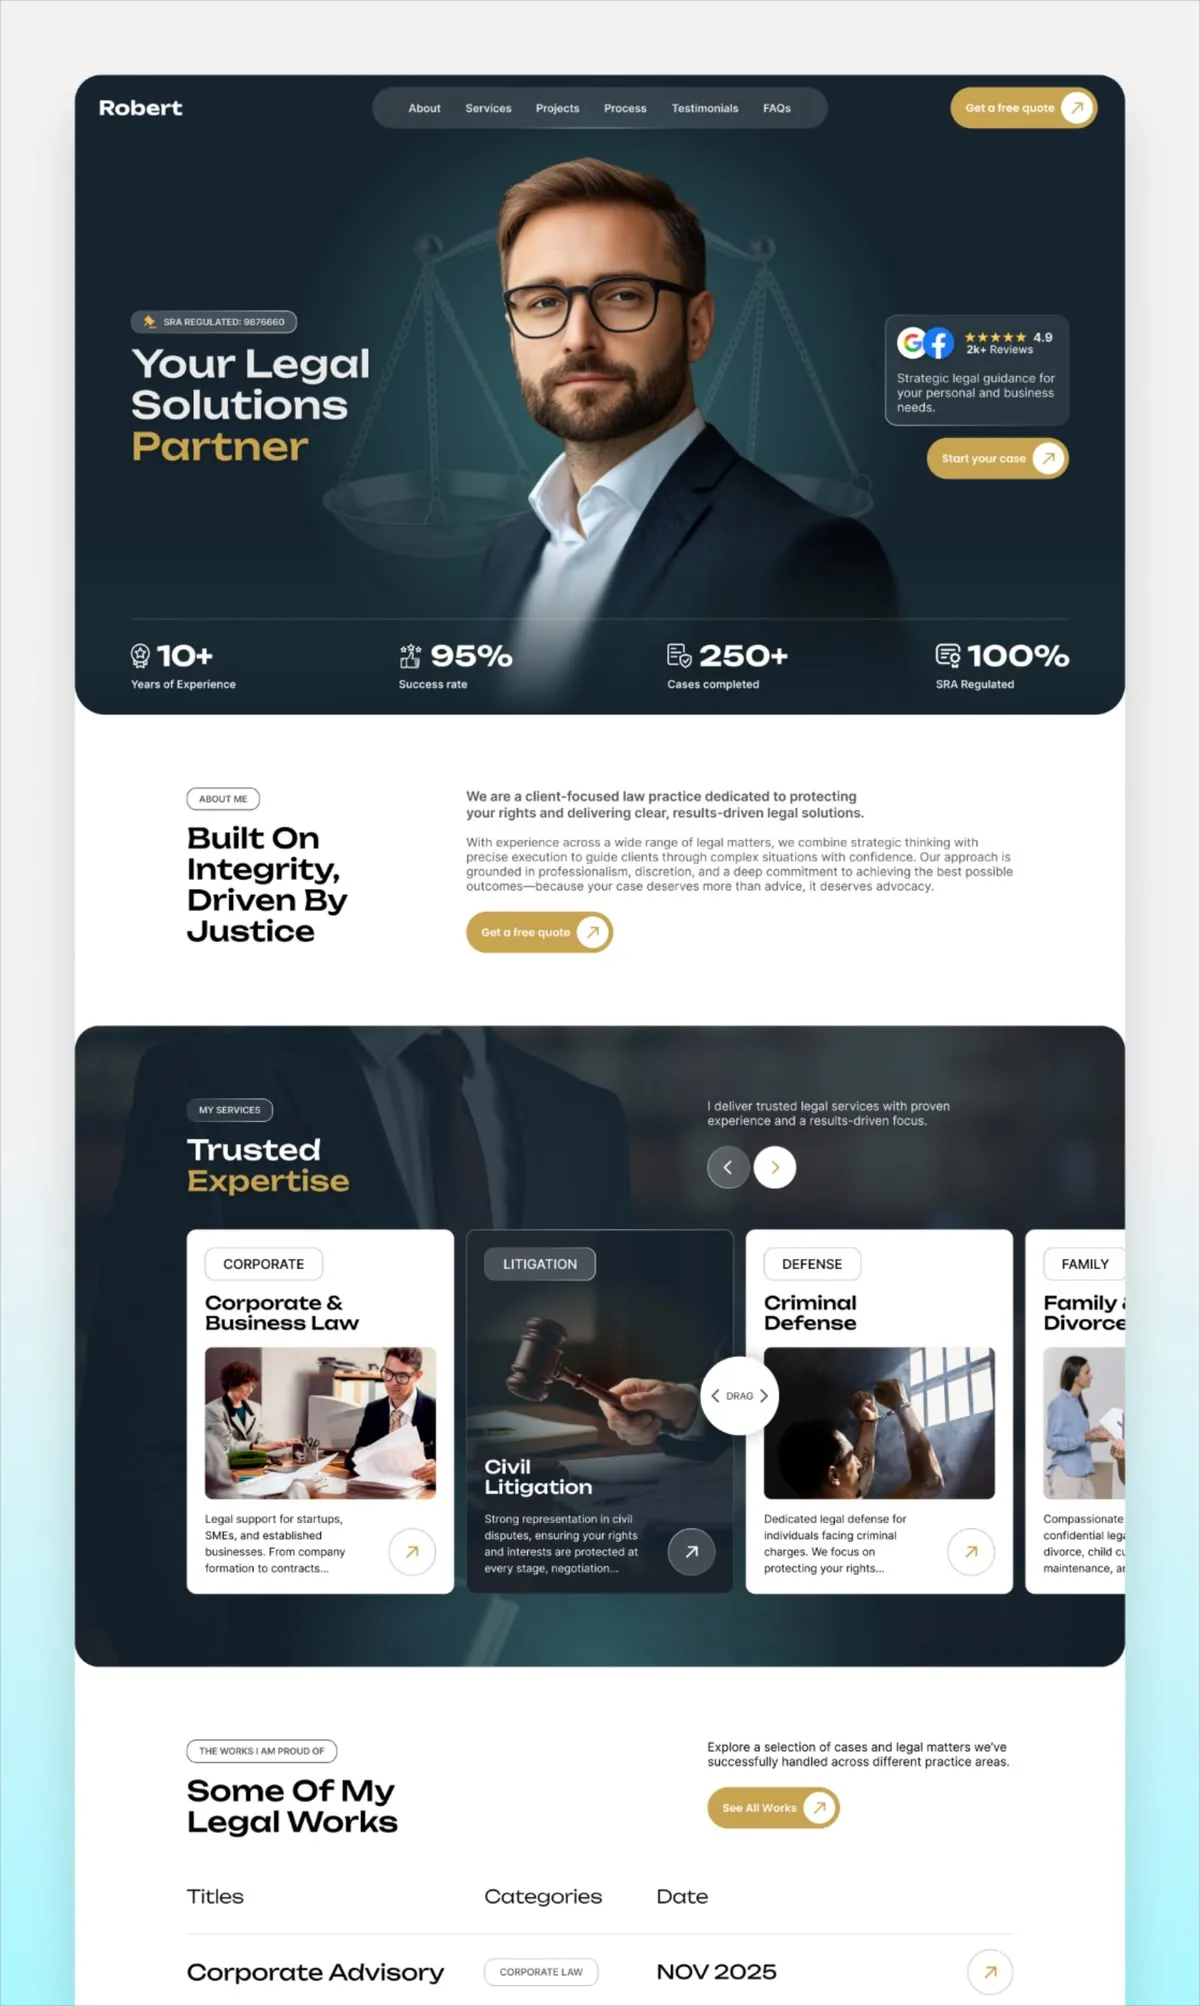 Robert
About Services Projects Process Testimonials FAQs
Get a free quote
SRA REGULATED: 9876660
Your Legal
Solutions
Partner
4.9
2k+ Reviews
Strategic legal guidance for
your personal and business
needs.
Start your case
10+
Years of Experience
95%
Success rate
250+
Cases completed
100%
SRA Regulated
ABOUT ME
Built On
Integrity,
Driven By
Justice
We are a client-focused law practice dedicated to protecting
your rights and delivering clear, results-driven legal solutions.
With experience across a wide range of legal matters, we combine strategic thinking with
precise execution to guide clients through complex situations with confidence. Our approach is
grounded in professionalism, discretion, and a deep commitment to achieving the best possible
outcomes—because your case deserves more than advice, it deserves advocacy.
Get a free quote
MY SERVICES
Trusted
Expertise
I deliver trusted legal services with proven
experience and a results-driven focus.
CORPORATE
Corporate &
Business Law
Legal support for startups,
SMEs, and established
businesses. From company
formation to contracts...
LITIGATION
Civil
Litigation
Strong representation in civil
disputes, ensuring your rights
and interests are protected at
every stage, negotiation...
DRAG
DEFENSE
Criminal
Defense
Dedicated legal defense for
individuals facing criminal
charges. We focus on
protecting your rights...
FAMILY
Family
Divorce
Compassionate
confidential
divorce, child
maintenance,
THE WORKS I AM PROUD OF
Some Of My
Legal Works
Explore a selection of cases and legal matters we've
successfully handled across different practice areas.
See All Works
Titles Categories Date
Corporate Advisory CORPORATE LAW NOV 2025